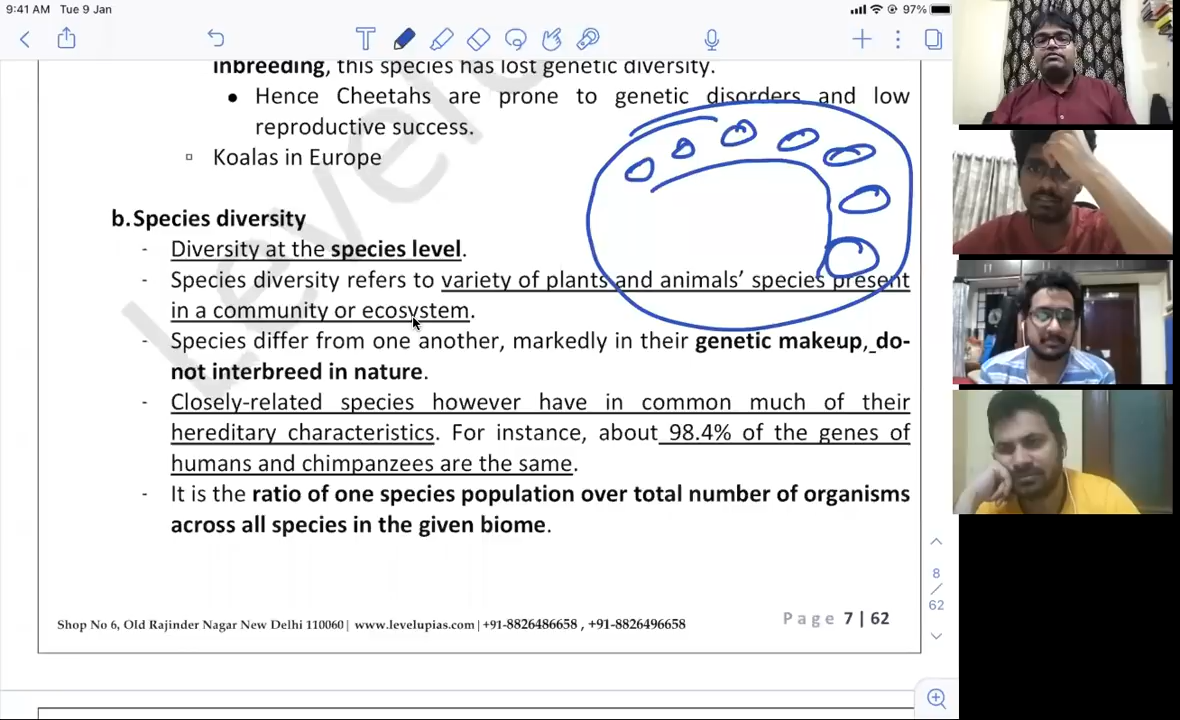 9:41 AM Tue 9 Jan
97%
inbreeding, this species has lost genetic diversity.
● Hence Cheetahs are prone to genetic disorders and low
reproductive success.
▫ Koalas in Europe
b. Species diversity
- Diversity at the species level.
- Species diversity refers to variety of plants and animals’ species present
in a community or ecosystem.
- Species differ from one another, markedly in their genetic makeup, do-
not interbreed in nature.
- Closely-related species however have in common much of their
hereditary characteristics. For instance, about 98.4% of the genes of
humans and chimpanzees are the same.
- It is the ratio of one species population over total number of organisms
across all species in the given biome.
8
/
62
Page 7 | 62
Shop No 6, Old Rajinder Nagar New Delhi 110060| www.levelupias.com | +91-8826486658 , +91-8826496658
Level